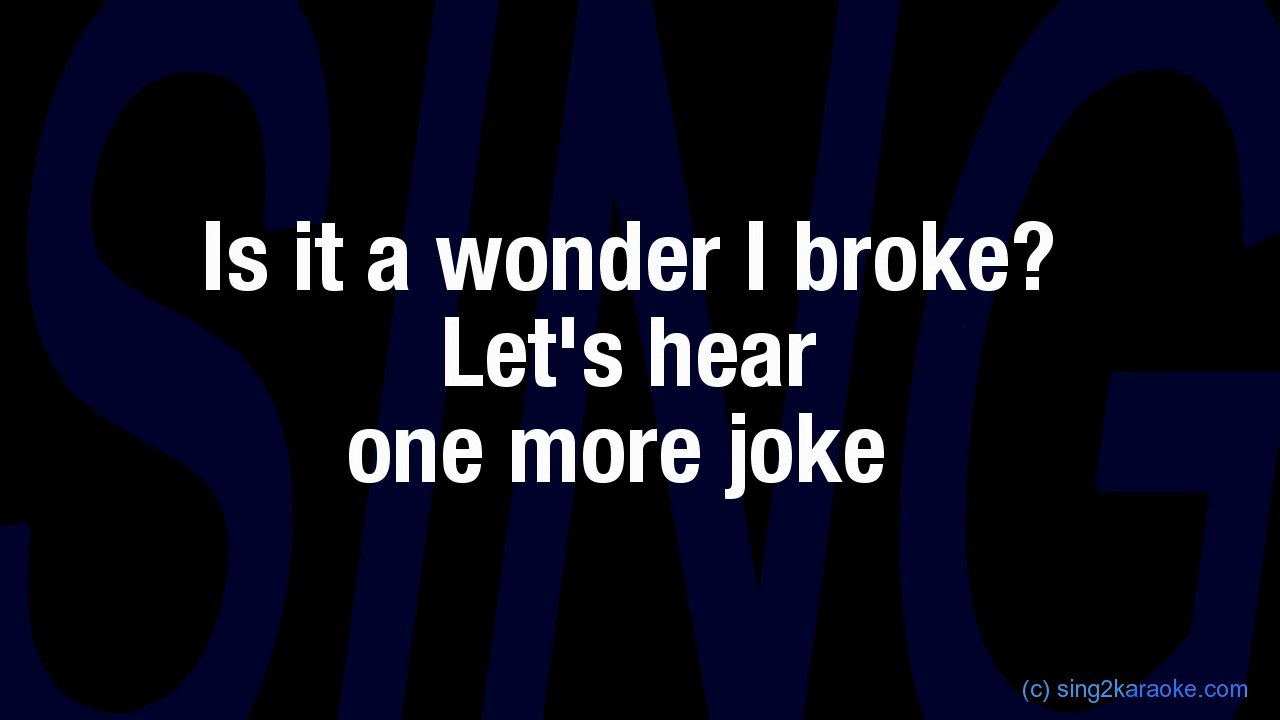 SING
Is it a wonder I broke?
Let's hear
one more joke
(c) sing2karaoke.com